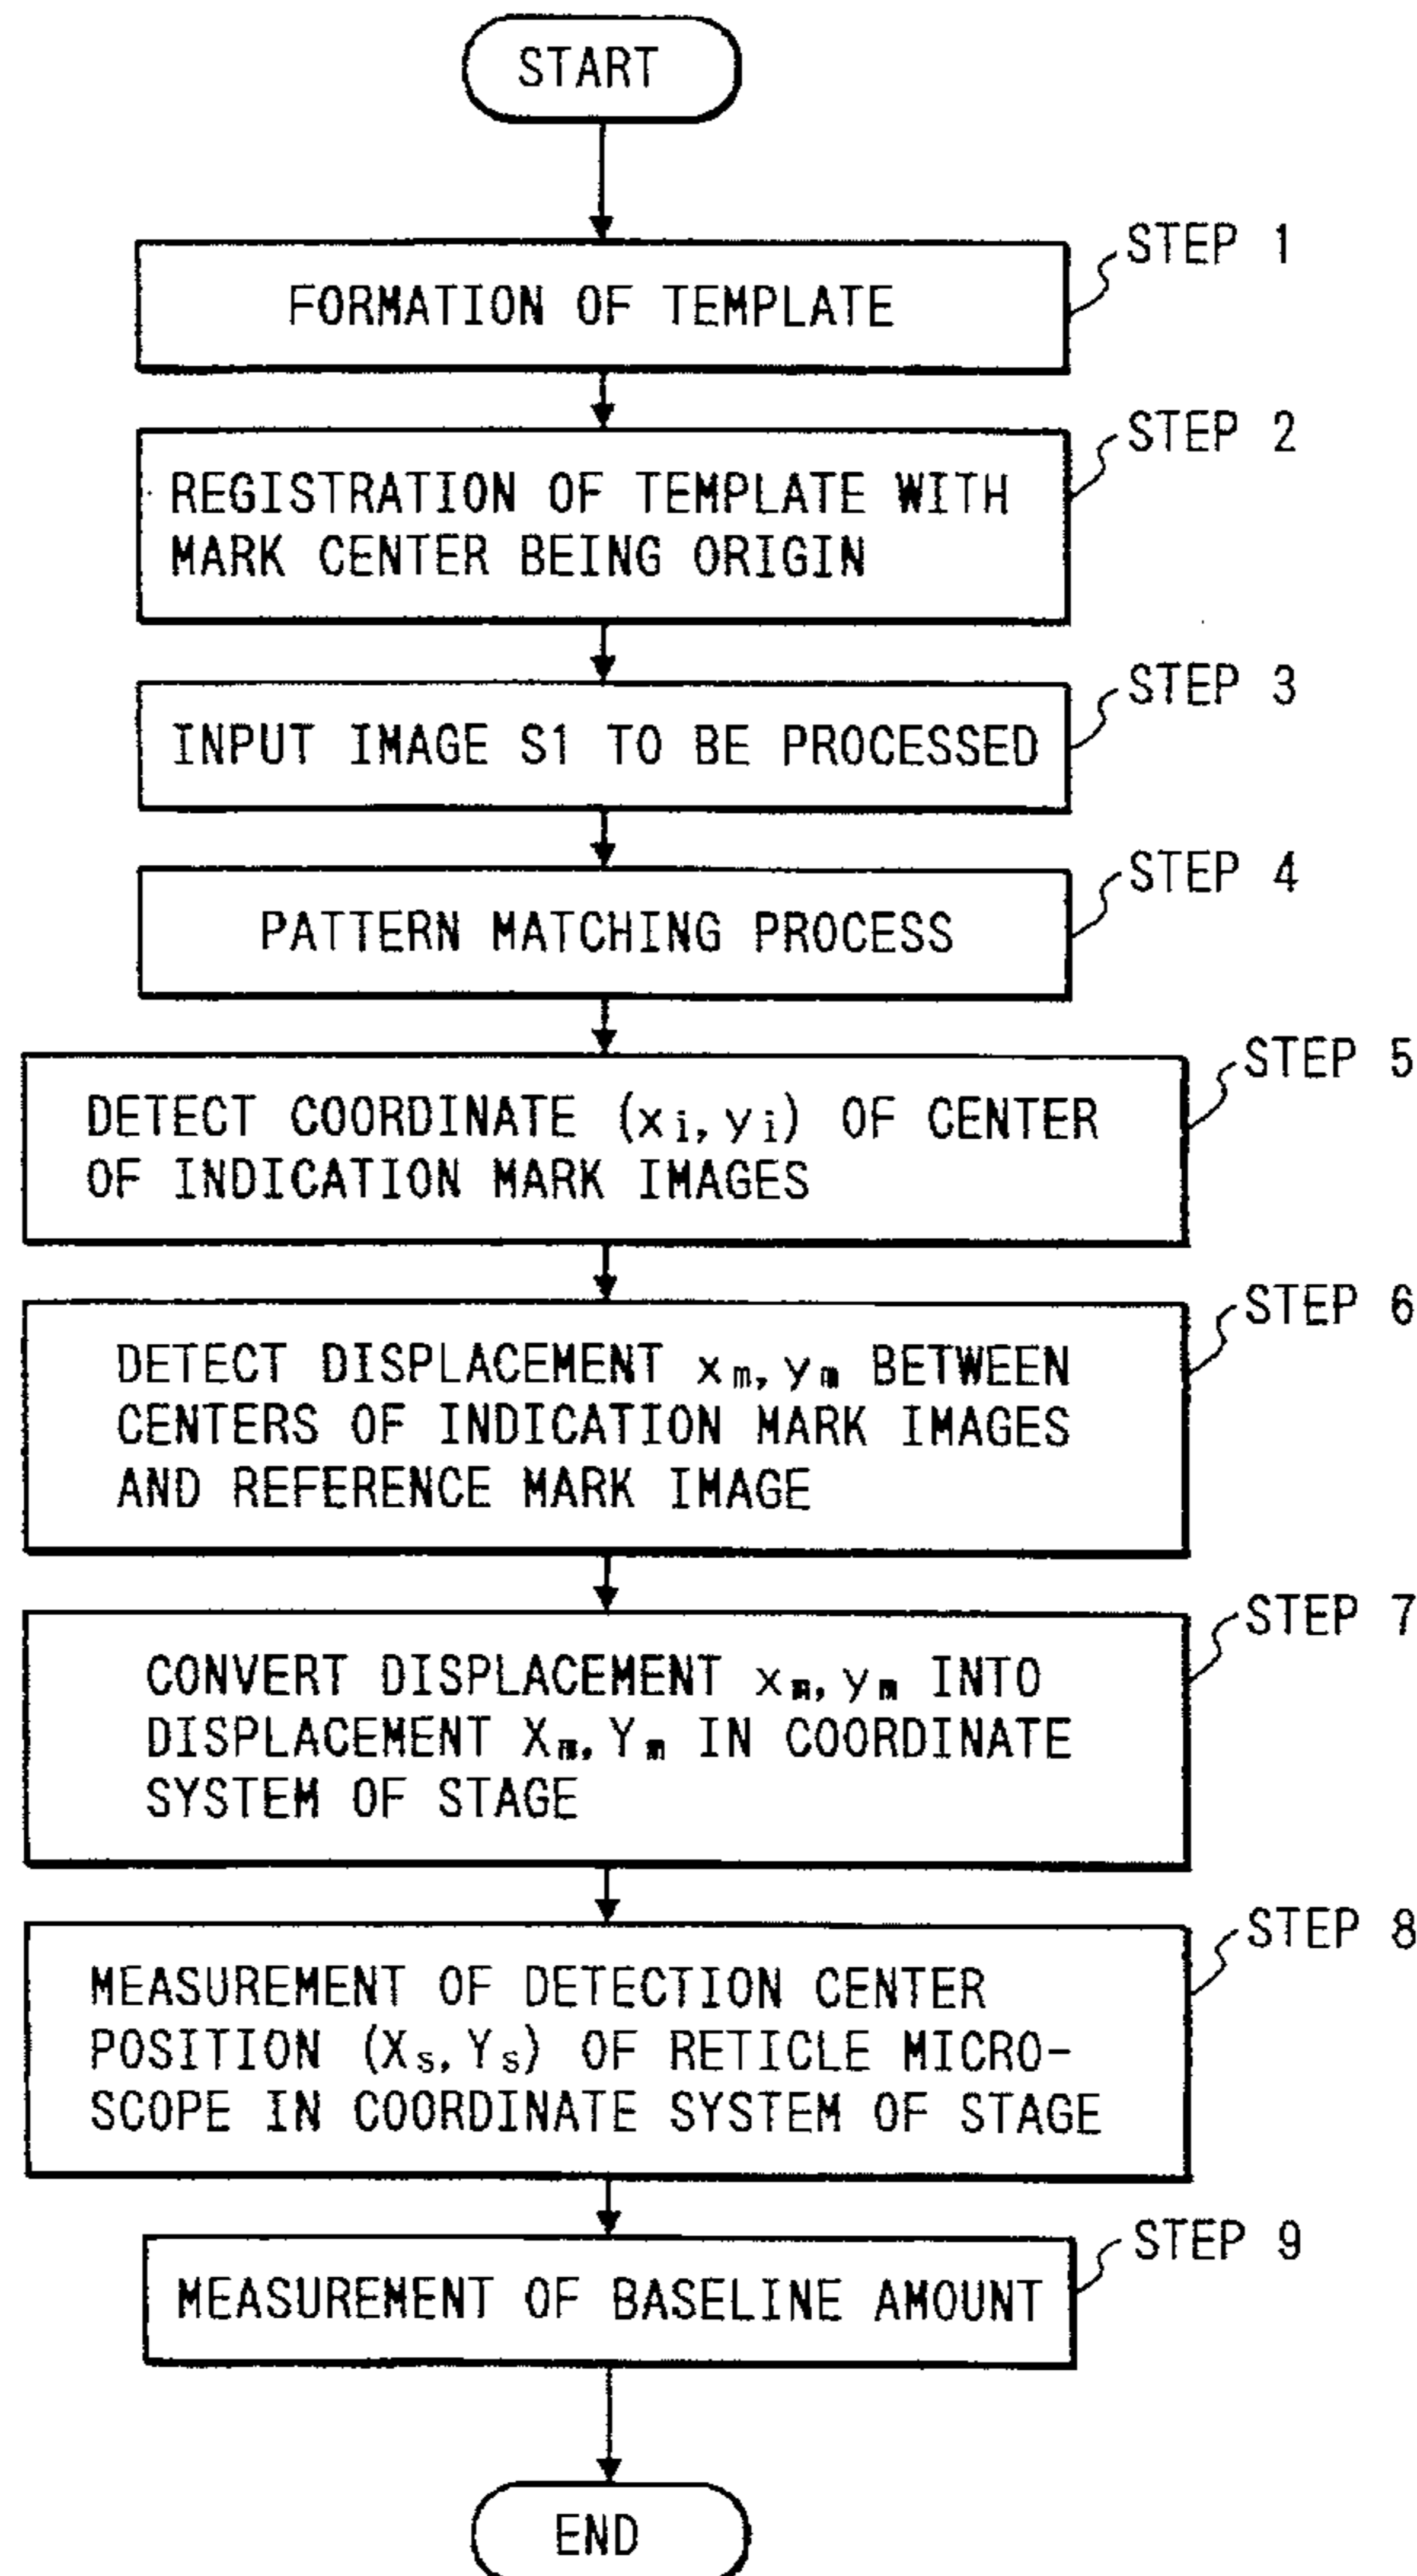 START
STEP 1
FORMATION OF TEMPLATE
STEP 2
REGISTRATION OF TEMPLATE WITH
MARK CENTER BEING ORIGIN
STEP 3
INPUT IMAGE S1 TO BE PROCESSED
STEP 4
PATTERN MATCHING PROCESS
STEP 5
DETECT COORDINATE (xi, yi) OF CENTER
OF INDICATION MARK IMAGES
STEP 6
DETECT DISPLACEMENT xm, ym BETWEEN
CENTERS OF INDICATION MARK IMAGES
AND REFERENCE MARK IMAGE
STEP 7
CONVERT DISPLACEMENT xm, ym INTO
DISPLACEMENT Xm, Ym IN COORDINATE
SYSTEM OF STAGE
STEP 8
MEASUREMENT OF DETECTION CENTER
POSITION (Xs, Ys) OF RETICLE MICRO-
SCOPE IN COORDINATE SYSTEM OF STAGE
STEP 9
MEASUREMENT OF BASELINE AMOUNT
END